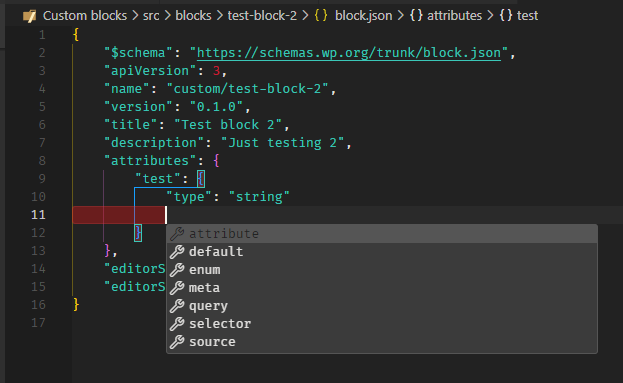 Custom blocks > src > blocks > test-block-2 > {} block.json > {} attributes > {} test
1 {
2 "$schema": "https://schemas.wp.org/trunk/block.json",
3 "apiVersion": 3,
4 "name": "custom/test-block-2",
5 "version": "0.1.0",
6 "title": "Test block 2",
7 "description": "Just testing 2",
8 "attributes": {
9 "test": {
10 "type": "string"
11
12 }
13 },
14 "editorS
15 "editorS
16 }
17
attribute
default
enum
meta
query
selector
source